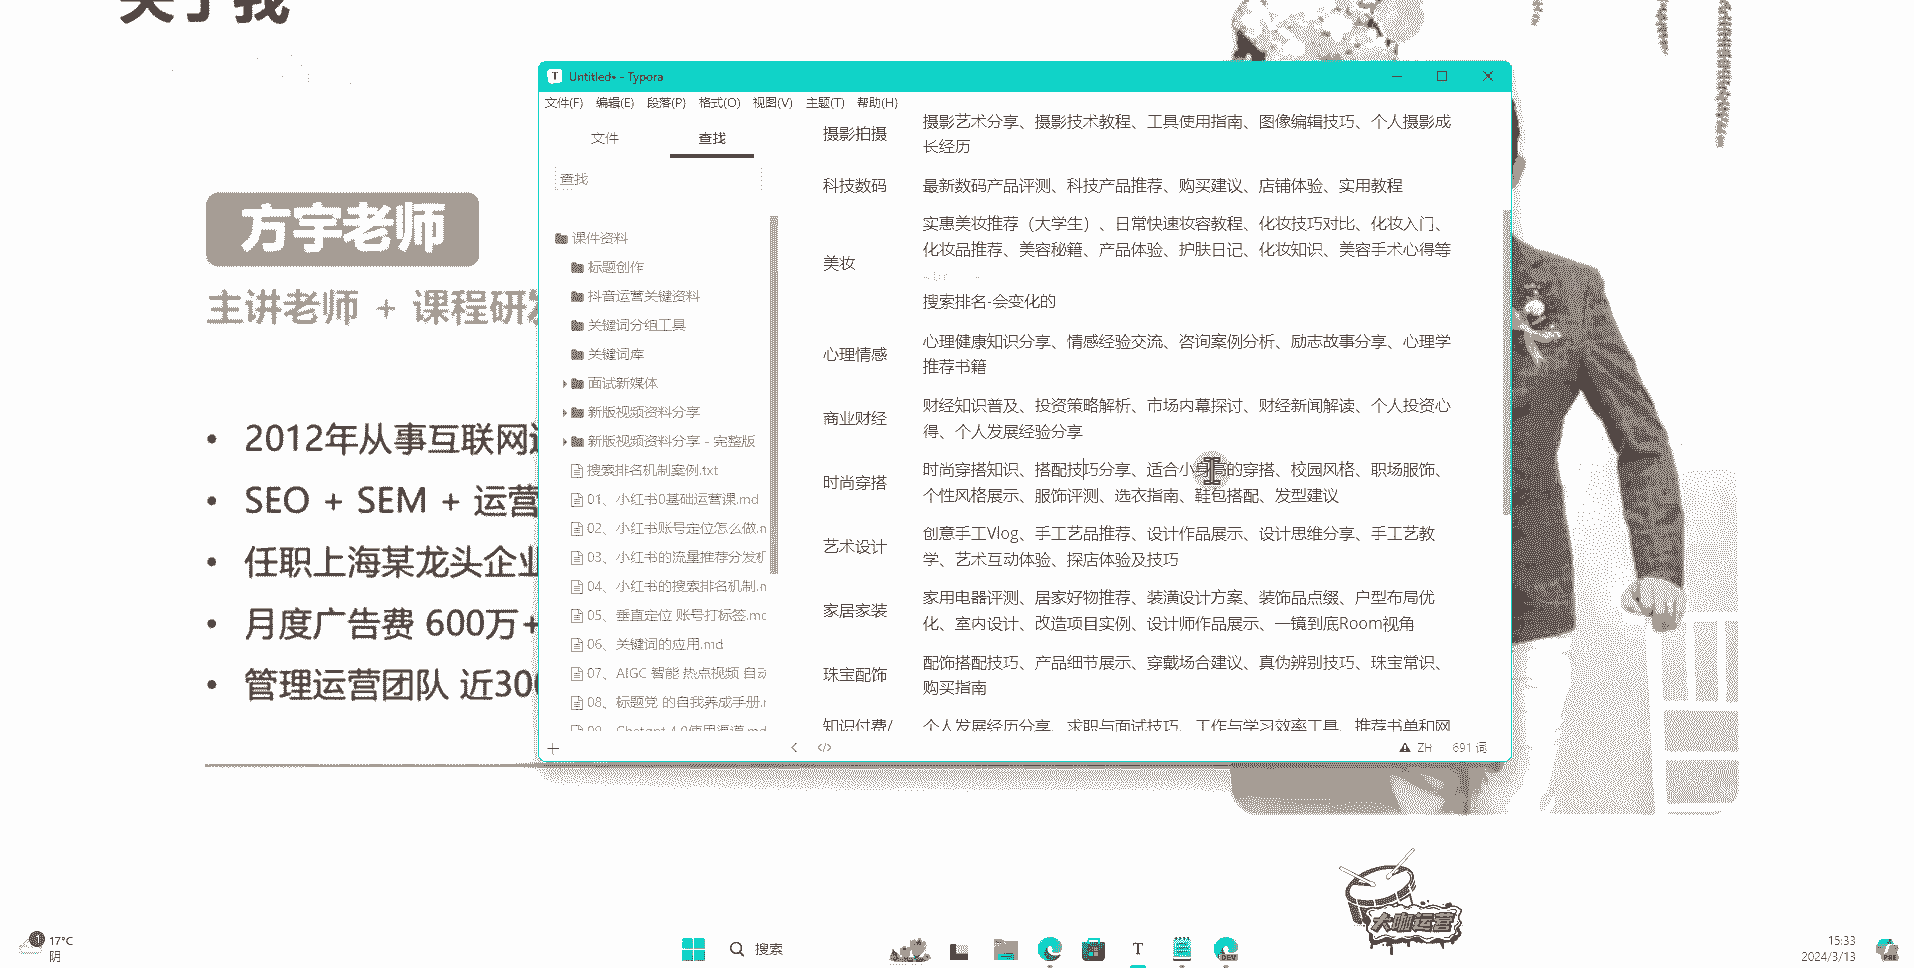 关于我
方宇老师
主讲老师 + 课程研发
• 2012年从事互联网运
• SEO + SEM + 运营
• 任职上海某龙头企业
• 月度广告费 600万+
• 管理运营团队 近300
Untitled• - Typora
文件(F) 编辑(E) 段落(P) 格式(O) 视图(V) 主题(T) 帮助(H)
文件 查找
查找
课件资料
标题创作
抖音运营关键资料
关键词分组工具
关键词库
面试新媒体
新版视频资料分享
新版视频资料分享 - 完整版
搜索排名机制案例.txt
01、小红书0基础运营课.md
02、小红书账号定位怎么做.n
03、小红书的流量推荐分发机
04、小红书的搜索排名机制.n
05、垂直定位 账号打标签.mc
06、关键词的应用.md
07、AIGC 智能 热点视频 自动
08、标题党 的自我养成手册.r
摄影拍摄
摄影艺术分享、摄影技术教程、工具使用指南、图像编辑技巧、个人摄影成
长经历
科技数码
最新数码产品评测、科技产品推荐、购买建议、店铺体验、实用教程
美妆
实惠美妆推荐（大学生）、日常快速妆容教程、化妆技巧对比、化妆入门、
化妆品推荐、美容秘籍、产品体验、护肤日记、化妆知识、美容手术心得等
搜索排名-会变化的
心理情感
心理健康知识分享、情感经验交流、咨询案例分析、励志故事分享、心理学
推荐书籍
商业财经
财经知识普及、投资策略解析、市场内幕探讨、财经新闻解读、个人投资心
得、个人发展经验分享
时尚穿搭
时尚穿搭知识、搭配技巧分享、适合小身高的穿搭、校园风格、职场服饰、
个性风格展示、服饰评测、选衣指南、鞋包搭配、发型建议
艺术设计
创意手工Vlog、手工艺品推荐、设计作品展示、设计思维分享、手工艺教
学、艺术互动体验、探店体验及技巧
家居家装
家用电器评测、居家好物推荐、装潢设计方案、装饰品点缀、户型布局优
化、室内设计、改造项目实例、设计师作品展示、一镜到底Room视角
珠宝配饰
配饰搭配技巧、产品细节展示、穿戴场合建议、真伪辨别技巧、珠宝常识、
购买指南
知识付费/
个人发展经历分享、求职与面试技巧、工作与学习效率工具、推荐书单和网
ZH 691 词
大咖运营
17°C
阴
搜索
15:33
2024/3/13